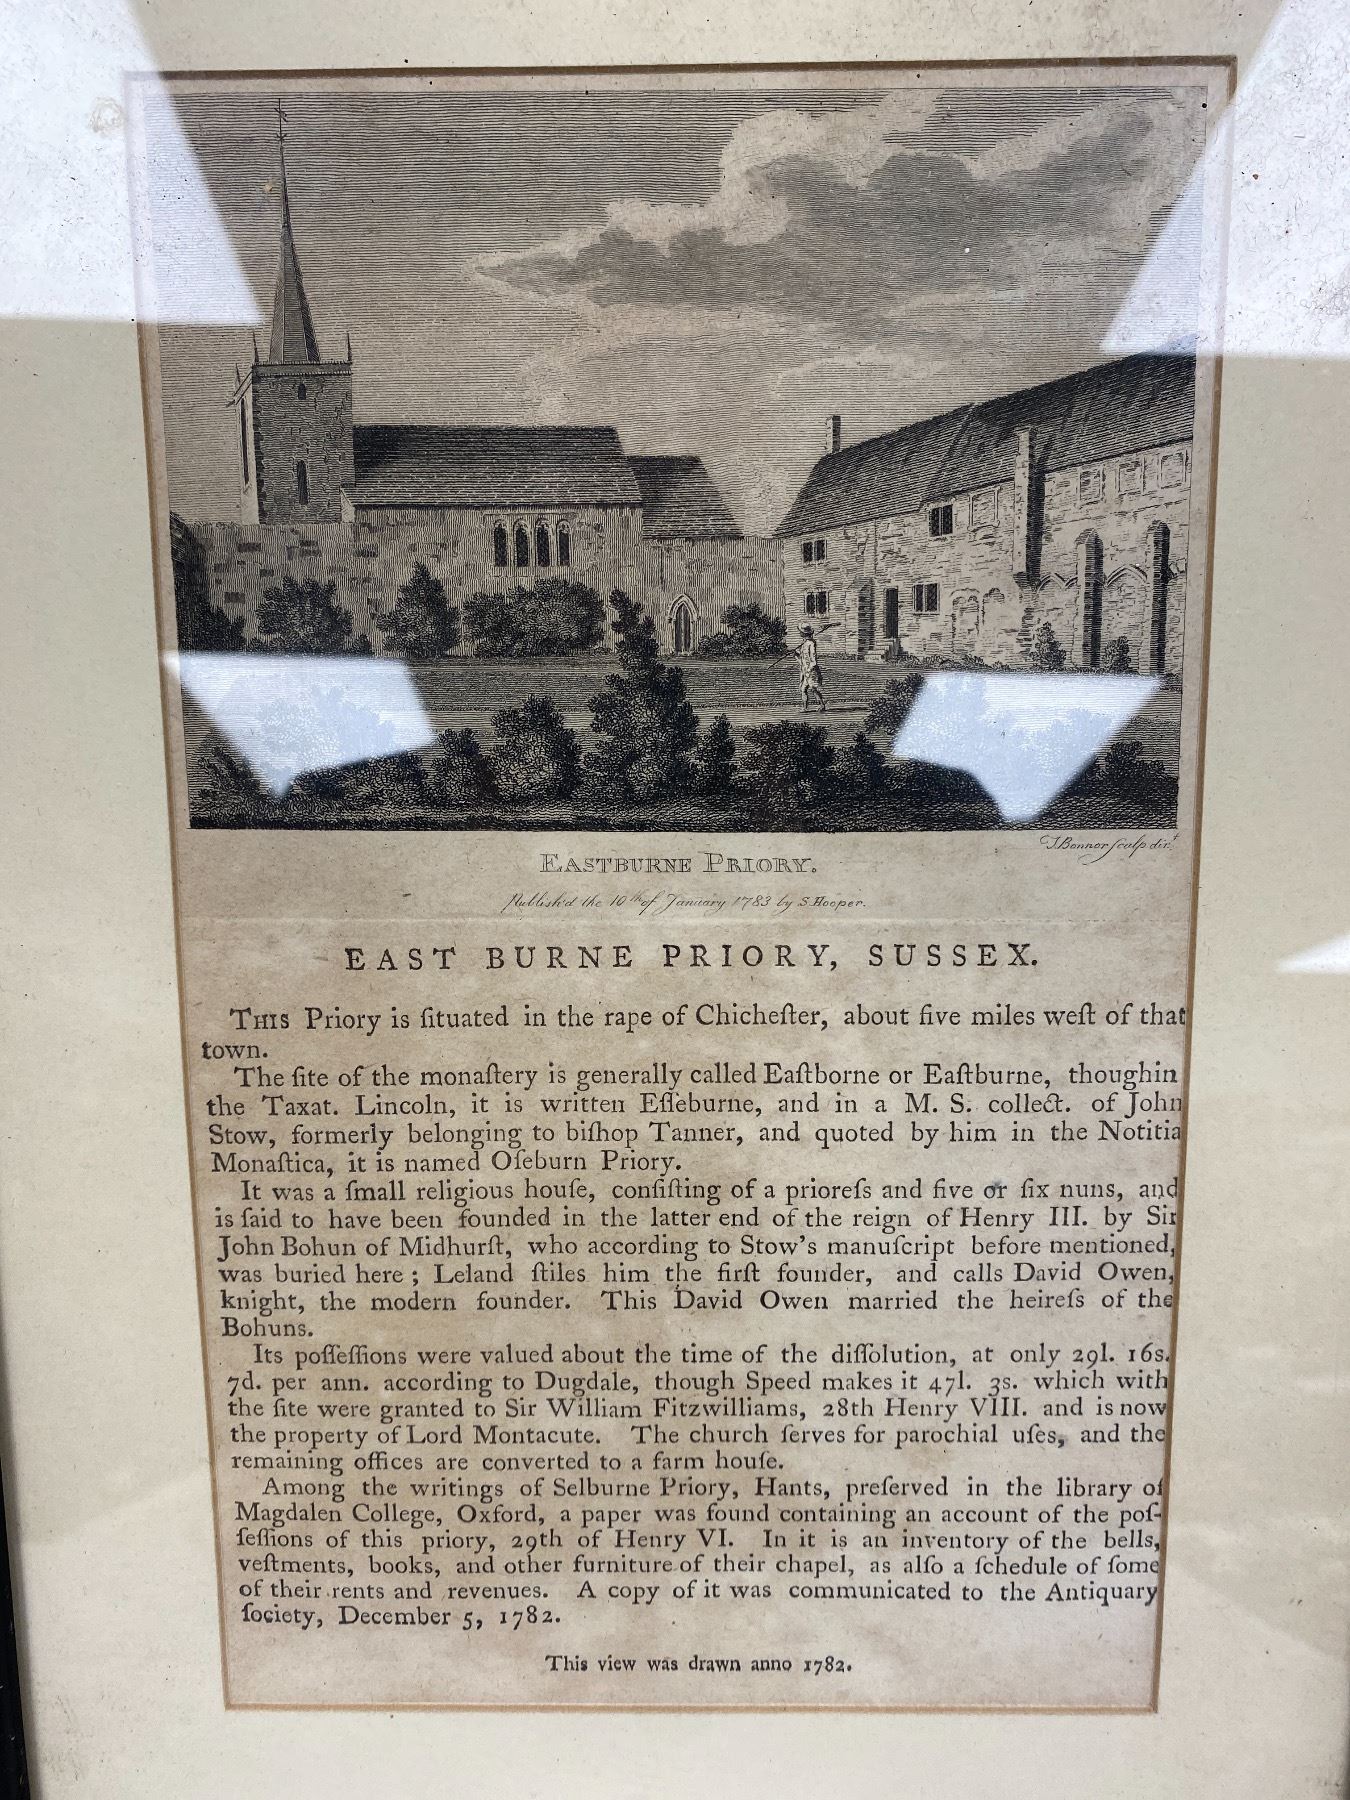 T. Bonnor sculp dir.t
EASTBURNE PRIORY.
Publish'd the 10th of January 1783 by S. Hooper.
EAST BURNE PRIORY, SUSSEX.
THIS Priory is ſituated in the rape of Chicheſter, about five miles weſt of that
town.
The ſite of the monaſtery is generally called Eaſtborne or Eaſtburne, thoughin
the Taxat. Lincoln, it is written Eſſeburne, and in a M. S. collect. of John
Stow, formerly belonging to biſhop Tanner, and quoted by him in the Notitia
Monaſtica, it is named Oſeburn Priory.
It was a ſmall religious houſe, conſiſting of a prioreſs and five or ſix nuns, and
is ſaid to have been founded in the latter end of the reign of Henry III. by Sir
John Bohun of Midhurſt, who according to Stow's manuſcript before mentioned,
was buried here ; Leland ſtiles him the firſt founder, and calls David Owen,
knight, the modern founder. This David Owen married the heireſs of the
Bohuns.
Its poſſeſſions were valued about the time of the diſſolution, at only 29l. 16s.
7d. per ann. according to Dugdale, though Speed makes it 47l. 3s. which with
the ſite were granted to Sir William Fitzwilliams, 28th Henry VIII. and is now
the property of Lord Montacute. The church ſerves for parochial uſes, and the
remaining offices are converted to a farm houſe.
Among the writings of Selburne Priory, Hants, preſerved in the library of
Magdalen College, Oxford, a paper was found containing an account of the poſ-
ſeſſions of this priory, 29th of Henry VI. In it is an inventory of the bells,
veſtments, books, and other furniture of their chapel, as alſo a ſchedule of ſome
of their rents and revenues. A copy of it was communicated to the Antiquary
ſociety, December 5, 1782.
This view was drawn anno 1782.